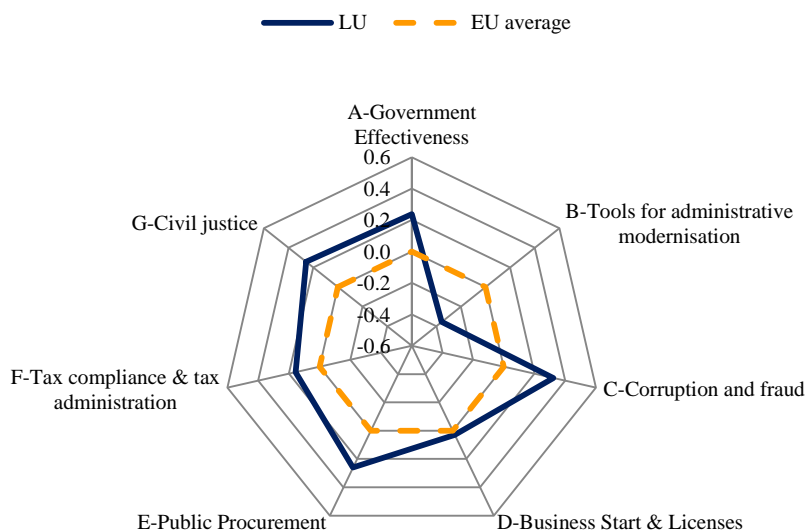 LU
EU average
A-Government
Effectiveness
0.6
0.4
0.2
0.0
-0.2
-0.4
-0.6
B-Tools for administrative
modernisation
C-Corruption and fraud
D-Business Start & Licenses
E-Public Procurement
F-Tax compliance & tax
administration
G-Civil justice